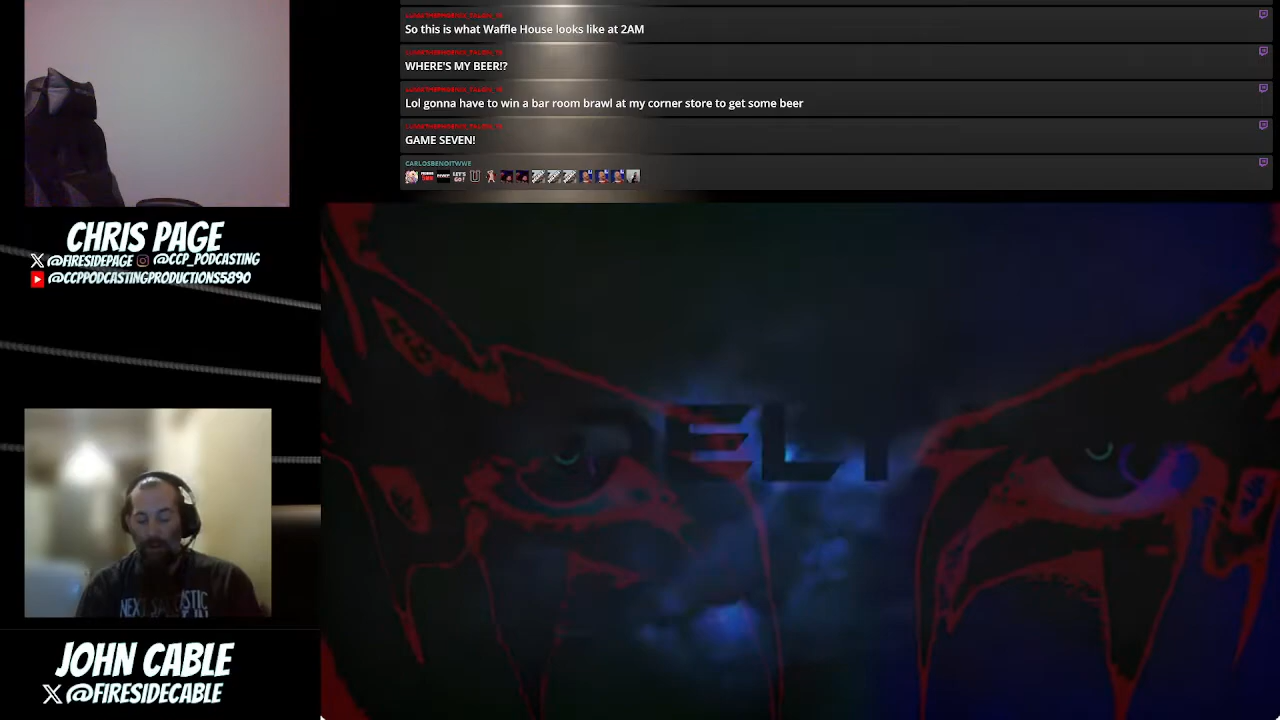 So this is what Waffle House looks like at 2AM
WHERE'S MY BEER!?
Lol gonna have to win a bar room brawl at my corner store to get some beer
GAME SEVEN!
CARLOSBENOITWWE
CHRIS PAGE
@FIRESIDEPAGE @CCP_PODCASTING
@CCPPODCASTINGPRODUCTIONS5890
ELT
JOHN CABLE
@FIRESIDECABLE